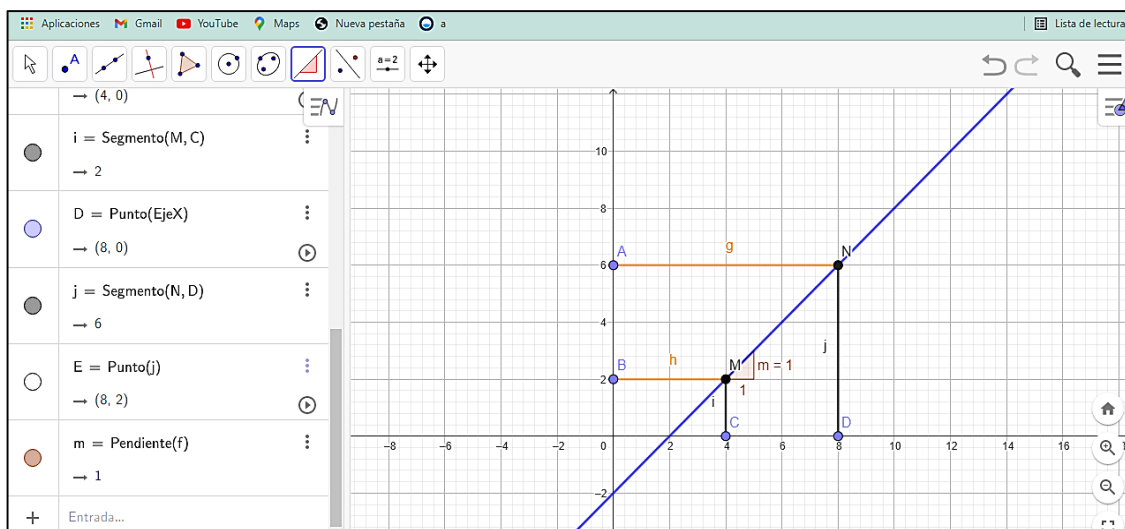 Aplicaciones Gmail YouTube Maps Nueva pestaña a Lista de lectura
A a=2
→ (4, 0)
i = Segmento(M, C)
→ 2
D = Punto(EjeX)
→ (8, 0)
j = Segmento(N, D)
→ 6
E = Punto(j)
→ (8, 2)
m = Pendiente(f)
→ 1
+ Entrada...
10
8
A g N
6
4
j
B h M m = 1
2
1
i
C D
−8 −6 −4 −2 0 2 4 6 8 10 12 14 16
−2